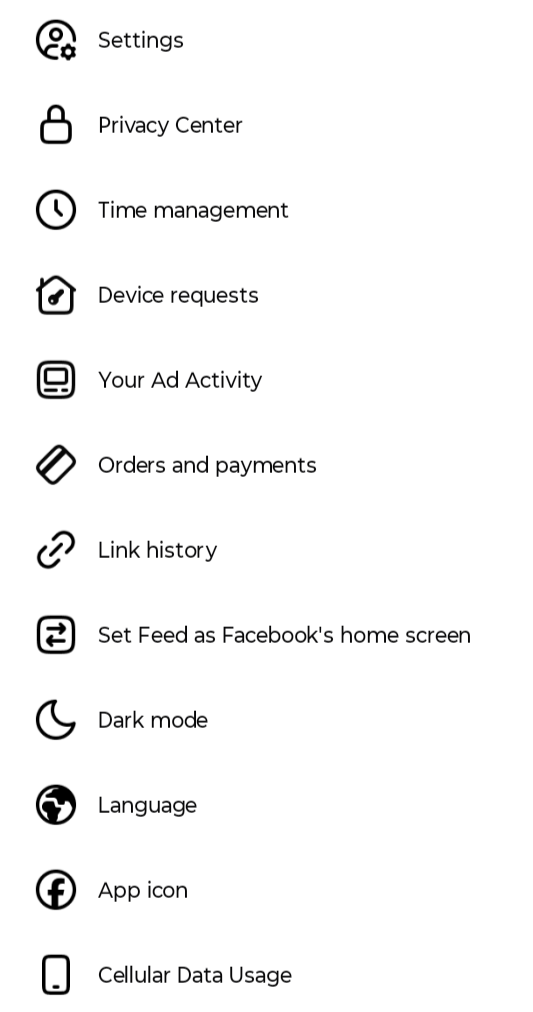 Settings
Privacy Center
Time management
Device requests
Your Ad Activity
Orders and payments
Link history
Set Feed as Facebook's home screen
Dark mode
Language
App icon
Cellular Data Usage